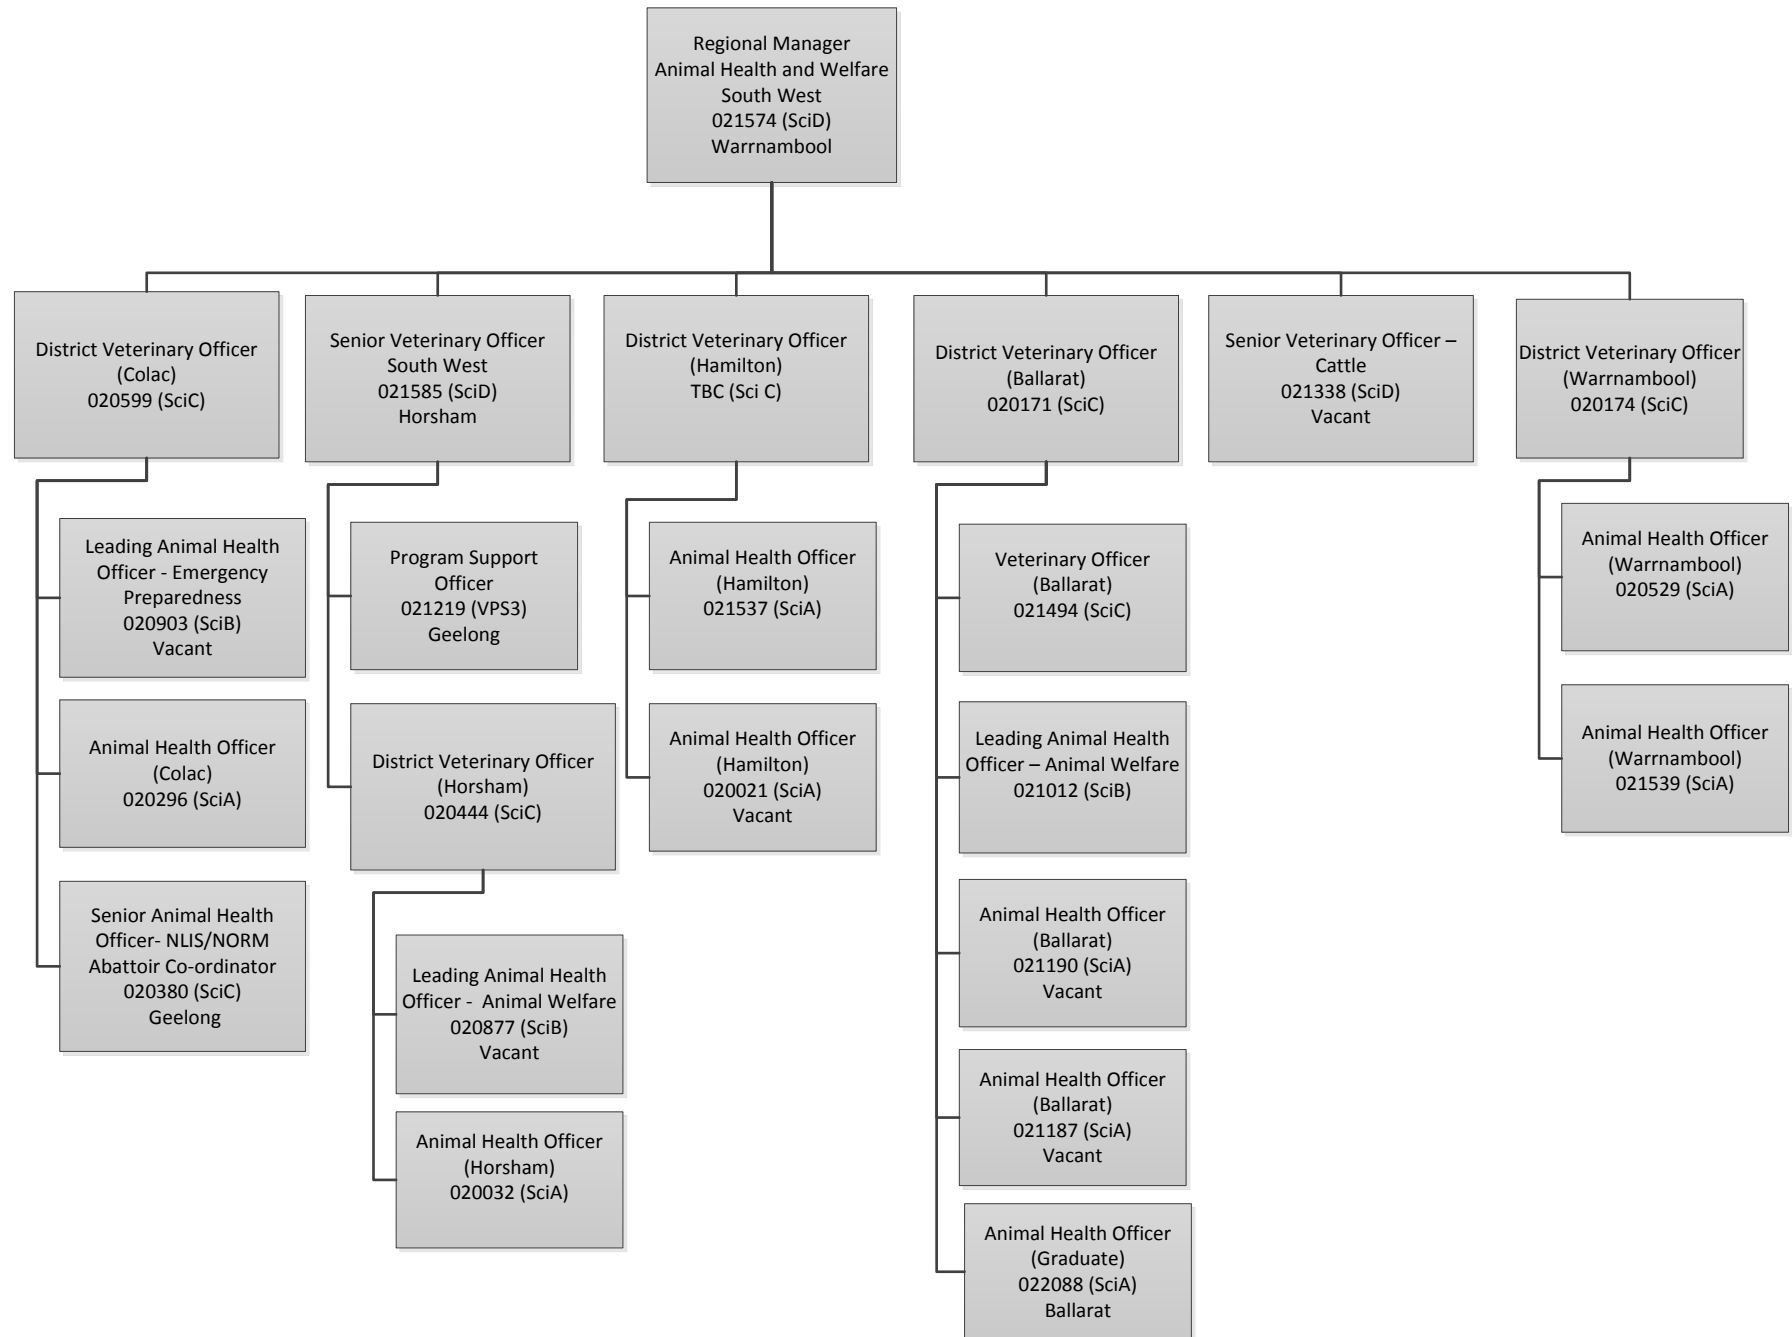 Regional Manager
Animal Health and Welfare
South West
021574 (SciD)
Warrnambool
District Veterinary Officer
(Colac)
020599 (SciC)
Senior Veterinary Officer
South West
021585 (SciD)
Horsham
District Veterinary Officer
(Hamilton)
TBC (Sci C)
District Veterinary Officer
(Ballarat)
020171 (SciC)
Senior Veterinary Officer –
Cattle
021338 (SciD)
Vacant
District Veterinary Officer
(Warrnambool)
020174 (SciC)
Leading Animal Health
Officer - Emergency
Preparedness
020903 (SciB)
Vacant
Animal Health Officer
(Colac)
020296 (SciA)
Senior Animal Health
Officer- NLIS/NORM
Abattoir Co-ordinator
020380 (SciC)
Geelong
Program Support
Officer
021219 (VPS3)
Geelong
District Veterinary Officer
(Horsham)
020444 (SciC)
Leading Animal Health
Officer -  Animal Welfare
020877 (SciB)
Vacant
Animal Health Officer
(Horsham)
020032 (SciA)
Animal Health Officer
(Hamilton)
021537 (SciA)
Animal Health Officer
(Hamilton)
020021 (SciA)
Vacant
Veterinary Officer
(Ballarat)
021494 (SciC)
Leading Animal Health
Officer – Animal Welfare
021012 (SciB)
Animal Health Officer
(Ballarat)
021190 (SciA)
Vacant
Animal Health Officer
(Ballarat)
021187 (SciA)
Vacant
Animal Health Officer
(Graduate)
022088 (SciA)
Ballarat
Animal Health Officer
(Warrnambool)
020529 (SciA)
Animal Health Officer
(Warrnambool)
021539 (SciA)